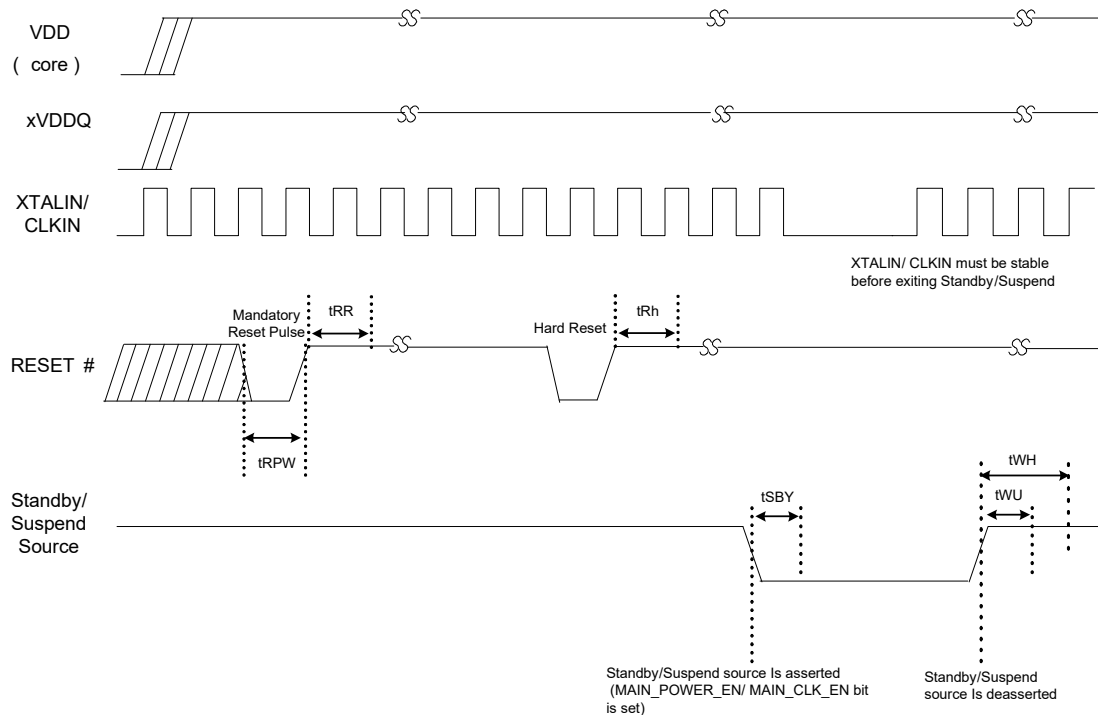 VDD
( core )
xVDDQ
XTALIN/
CLKIN
XTALIN/ CLKIN must be stable
before exiting Standby/Suspend
Mandatory
Reset Pulse
tRR
Hard Reset
tRh
RESET #
tRPW
tWH
Standby/
Suspend
Source
tSBY
tWU
Standby/Suspend source Is asserted
(MAIN_POWER_EN/ MAIN_CLK_EN bit
is set)
Standby/Suspend
source Is deasserted